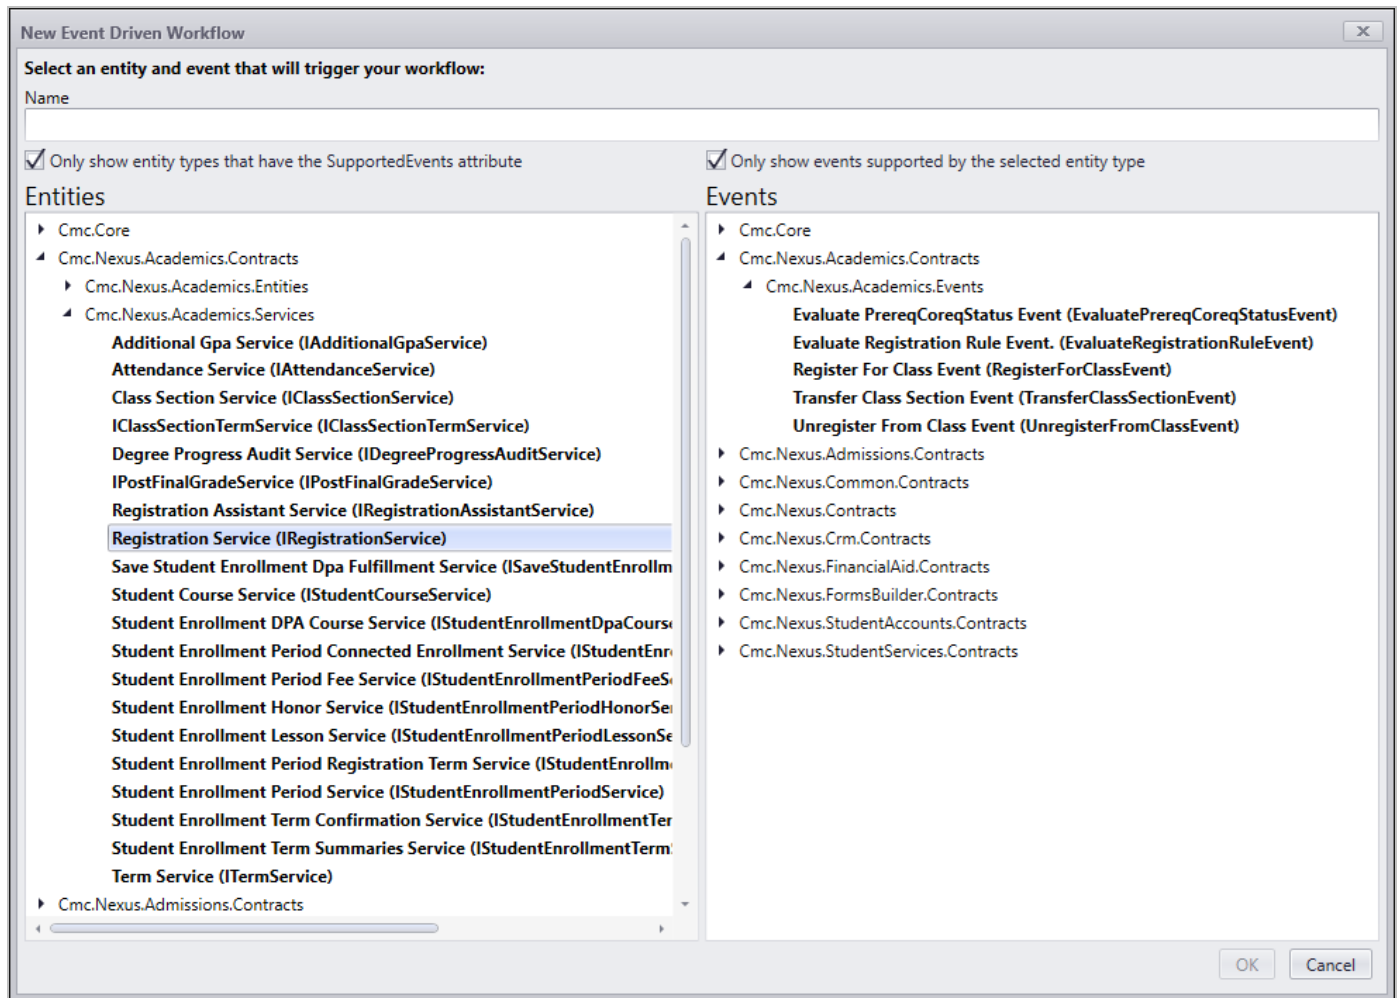 New Event Driven Workflow
Select an entity and event that will trigger your workflow:
Name
Only show entity types that have the SupportedEvents attribute
Only show events supported by the selected entity type
Entities
Cmc.Core
Cmc.Nexus.Academics.Contracts
Cmc.Nexus.Academics.Entities
Cmc.Nexus.Academics.Services
Additional Gpa Service (IAdditionalGpaService)
Attendance Service (IAttendanceService)
Class Section Service (IClassSectionService)
IClassSectionTermService (IClassSectionTermService)
Degree Progress Audit Service (IDegreeProgressAuditService)
IPostFinalGradeService (IPostFinalGradeService)
Registration Assistant Service (IRegistrationAssistantService)
Registration Service (IRegistrationService)
Save Student Enrollment Dpa Fulfillment Service (ISaveStudentEnrollm
Student Course Service (IStudentCourseService)
Student Enrollment DPA Course Service (IStudentEnrollmentDpaCours
Student Enrollment Period Connected Enrollment Service (IStudentEnr
Student Enrollment Period Fee Service (IStudentEnrollmentPeriodFeeS
Student Enrollment Honor Service (IStudentEnrollmentPeriodHonorSe
Student Enrollment Lesson Service (IStudentEnrollmentPeriodLessonSe
Student Enrollment Period Registration Term Service (IStudentEnrollm
Student Enrollment Period Service (IStudentEnrollmentPeriodService)
Student Enrollment Term Confirmation Service (IStudentEnrollmentTer
Student Enrollment Term Summaries Service (IStudentEnrollmentTerm
Term Service (ITermService)
Cmc.Nexus.Admissions.Contracts
Events
Cmc.Core
Cmc.Nexus.Academics.Contracts
Cmc.Nexus.Academics.Events
Evaluate PrereqCoreqStatus Event (EvaluatePrereqCoreqStatusEvent)
Evaluate Registration Rule Event. (EvaluateRegistrationRuleEvent)
Register For Class Event (RegisterForClassEvent)
Transfer Class Section Event (TransferClassSectionEvent)
Unregister From Class Event (UnregisterFromClassEvent)
Cmc.Nexus.Admissions.Contracts
Cmc.Nexus.Common.Contracts
Cmc.Nexus.Contracts
Cmc.Nexus.Crm.Contracts
Cmc.Nexus.FinancialAid.Contracts
Cmc.Nexus.FormsBuilder.Contracts
Cmc.Nexus.StudentAccounts.Contracts
Cmc.Nexus.StudentServices.Contracts
OK
Cancel